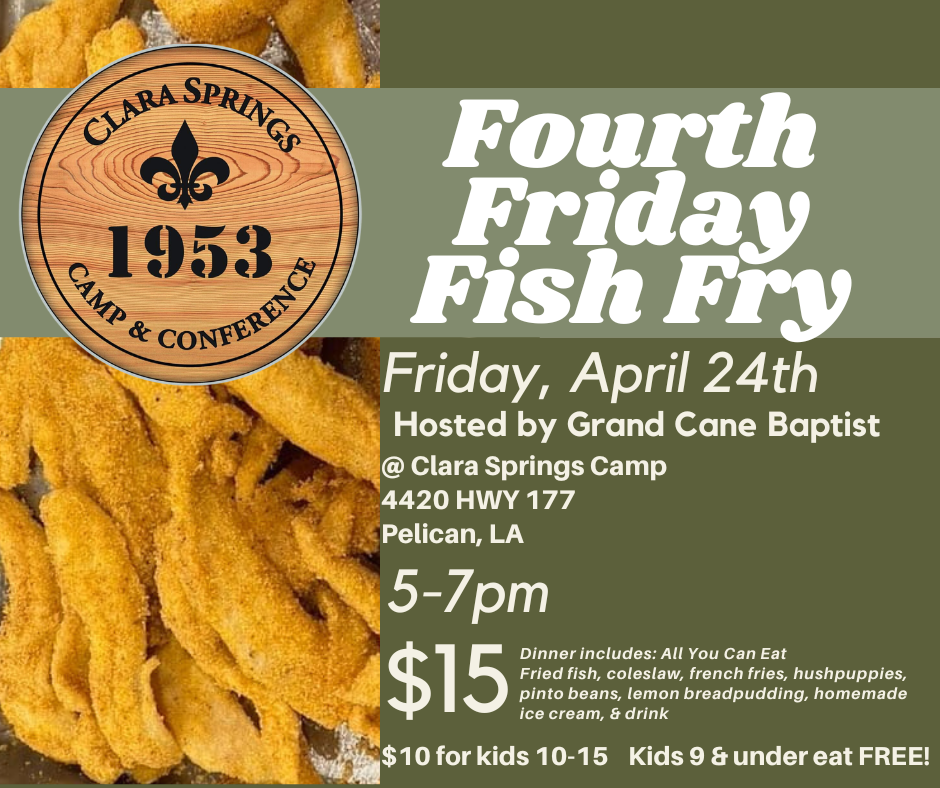 CLARA SPRINGS
1953
CAMP & CONFERENCE
Fourth
Friday
Fish Fry
Friday, April 24th
Hosted by Grand Cane Baptist
@ Clara Springs Camp
4420 HWY 177
Pelican, LA
5-7pm
$15
Dinner includes: All You Can Eat
Fried fish, coleslaw, french fries, hushpuppies,
pinto beans, lemon breadpudding, homemade
ice cream, & drink
$10 for kids 10-15 Kids 9 & under eat FREE!